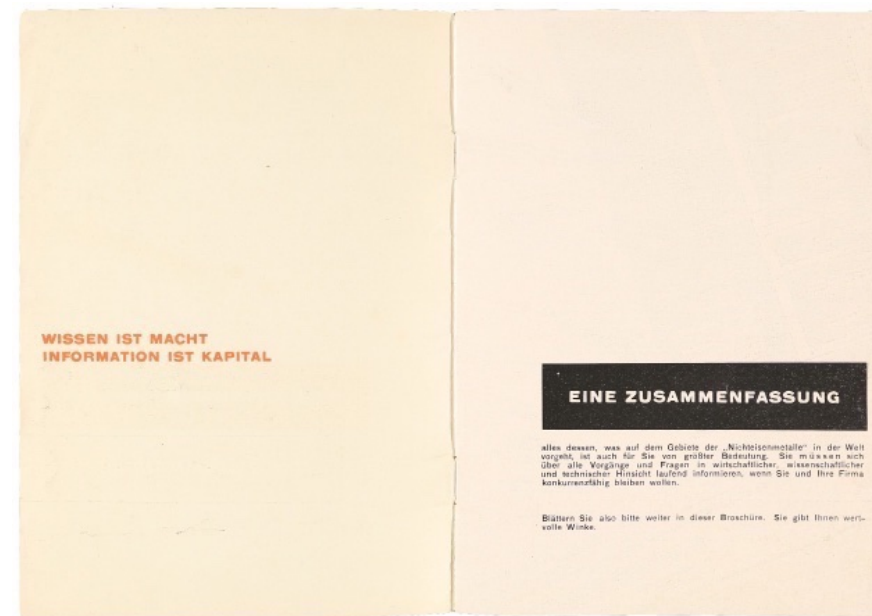 WISSEN IST MACHT
INFORMATION IST KAPITAL
EINE ZUSAMMENFASSUNG
alles dessen, was auf dem Gebiete der „Nichteisenmetalle“ in der Welt
vorgeht, ist auch für Sie von größter Bedeutung. Sie müssen sich
über alle Vorgänge und Fragen in wirtschaftlicher, wissenschaftlicher
und technischer Hinsicht laufend informieren, wenn Sie und Ihre Firma
konkurrenzfähig bleiben wollen.
Blättern Sie also bitte weiter in dieser Broschüre. Sie gibt Ihnen wert-
volle Winke.